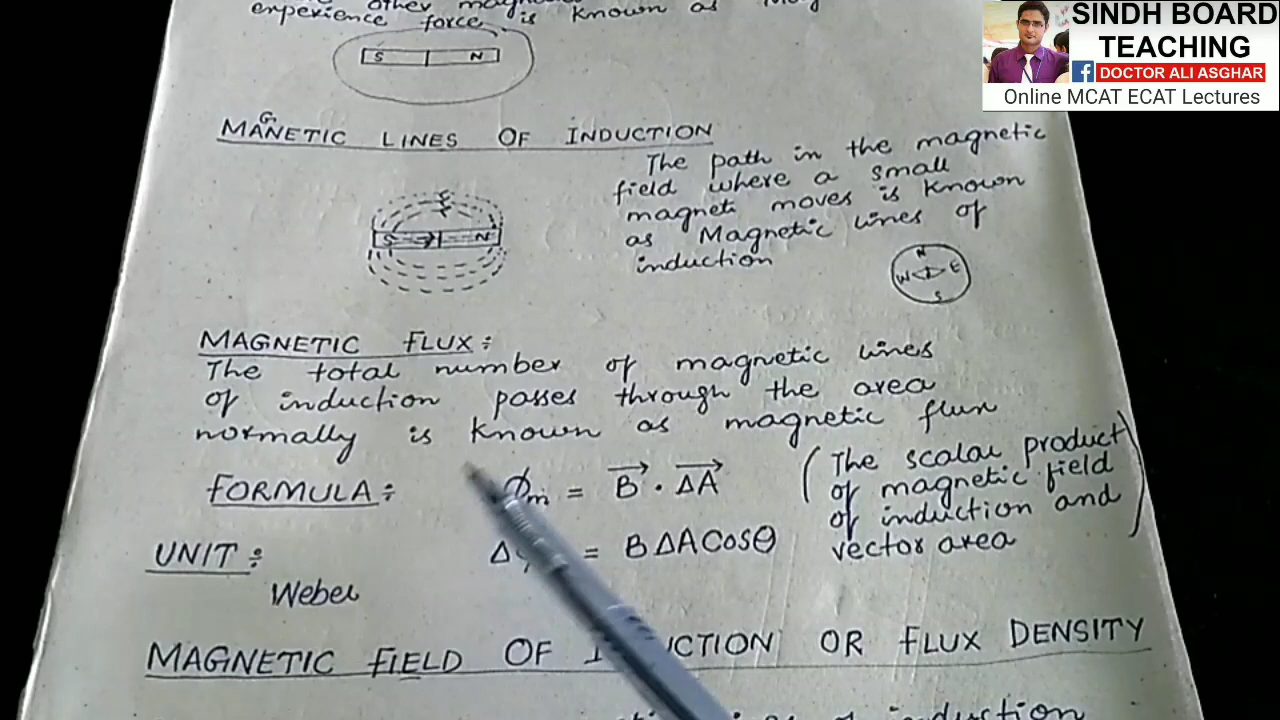 experience force is known as
SINDH BOARD
TEACHING
DOCTOR ALI ASGHAR
Online MCAT ECAT Lectures
S N
MAGNETIC LINES OF INDUCTION
The path in the magnetic
field where a small
magnet moves is known
as Magnetic lines of
induction
S N
N
W E
S
MAGNETIC FLUX:
The total number of magnetic lines
of induction passes through the area
normally is known as magnetic flux
FORMULA: ϕm = B⃗ . ΔA⃗
(The scalar product
of magnetic field
of induction and
vector area)
UNIT: Δ = BΔACosθ
Weber
MAGNETIC FIELD OF INDUCTION OR FLUX DENSITY
of induction